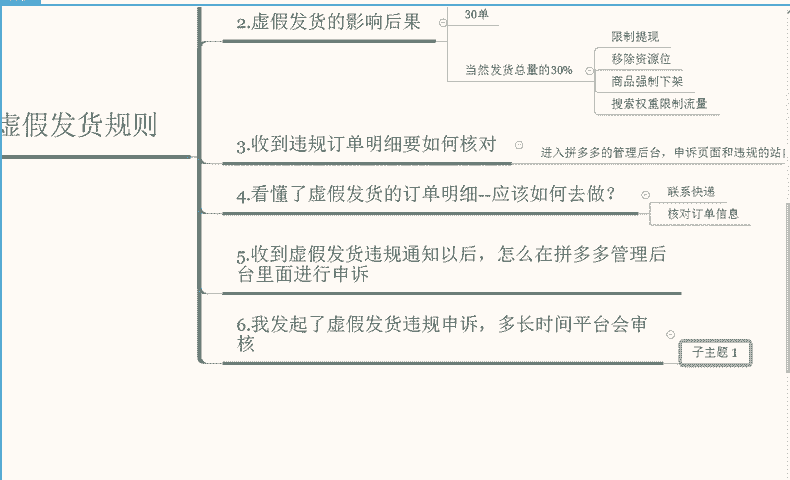 2.虚假发货的影响后果
30单
当然发货总量的30%
限制提现
移除资源位
商品强制下架
搜索权重限制流量
虚假发货规则
3.收到违规订单明细要如何核对
进入拼多多的管理后台，申诉页面和违规的站
4.看懂了虚假发货的订单明细--应该如何去做？
联系快递
核对订单信息
5.收到虚假发货违规通知以后，怎么在拼多多管理后
台里面进行申诉
6.我发起了虚假发货违规申诉，多长时间平台会审
核
子主题 1